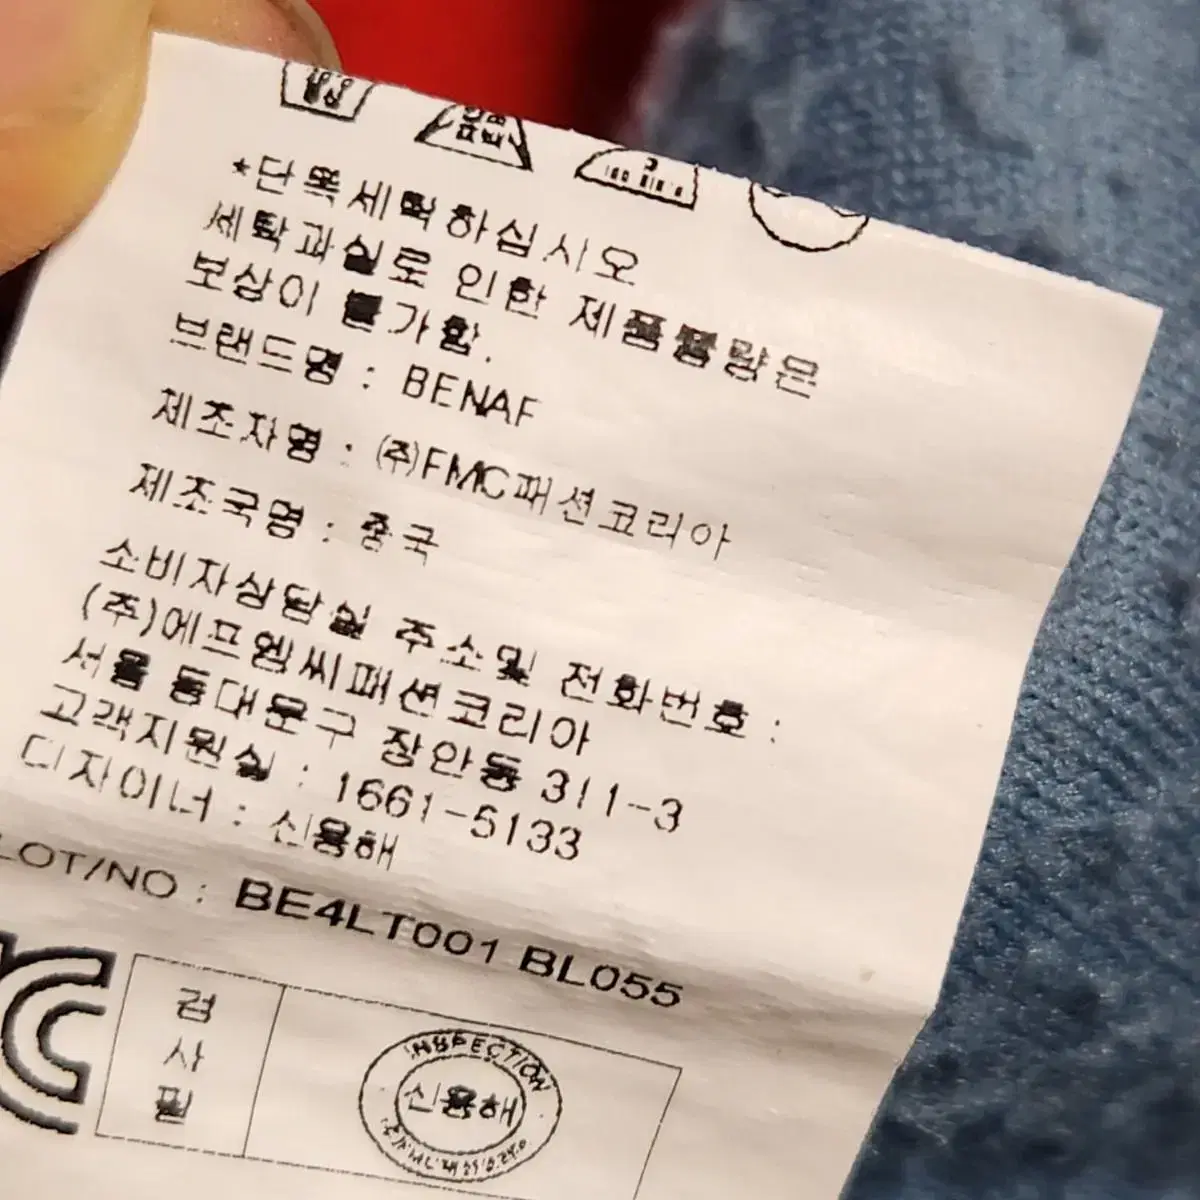 *단독세탁하십시오
세탁과실로 인한 제품불량은
보상이 불가함.
브랜드명 : BENAF
제조자명 : ㈜FMC패션코리아
제조국명 : 중국
소비자상담실 주소및 전화번호 :
(주)에프엠씨패션코리아
서울 동대문구 장안동 311-3
고객지원실 : 1661-5133
디자이너 : 신용해
LOT/NO : BE4LT001 BL055
검사필
INSPECTION
신용해